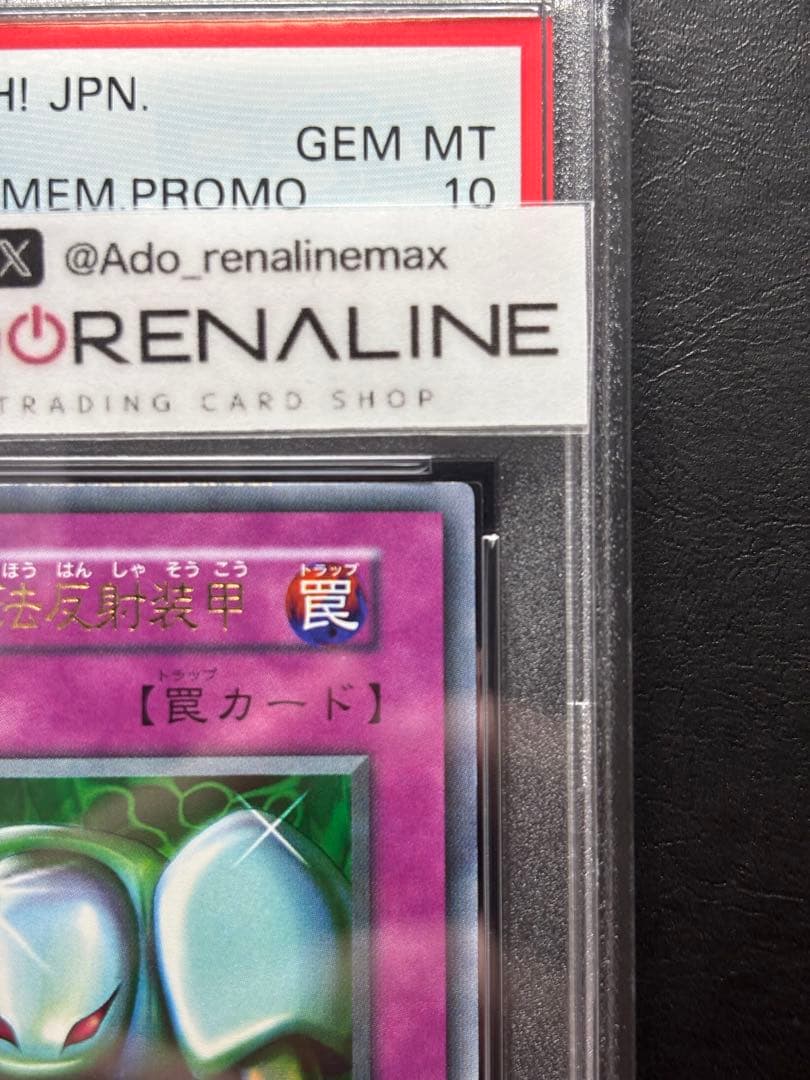 H! JPN.
GEM MT
MEM.PROMO 10
X @Ado_renalinemax
ORENALINE
TRADING CARD SHOP
ほう はん しゃ そう こう トラップ
法反射装甲 罠
トラップ
【罠カード】